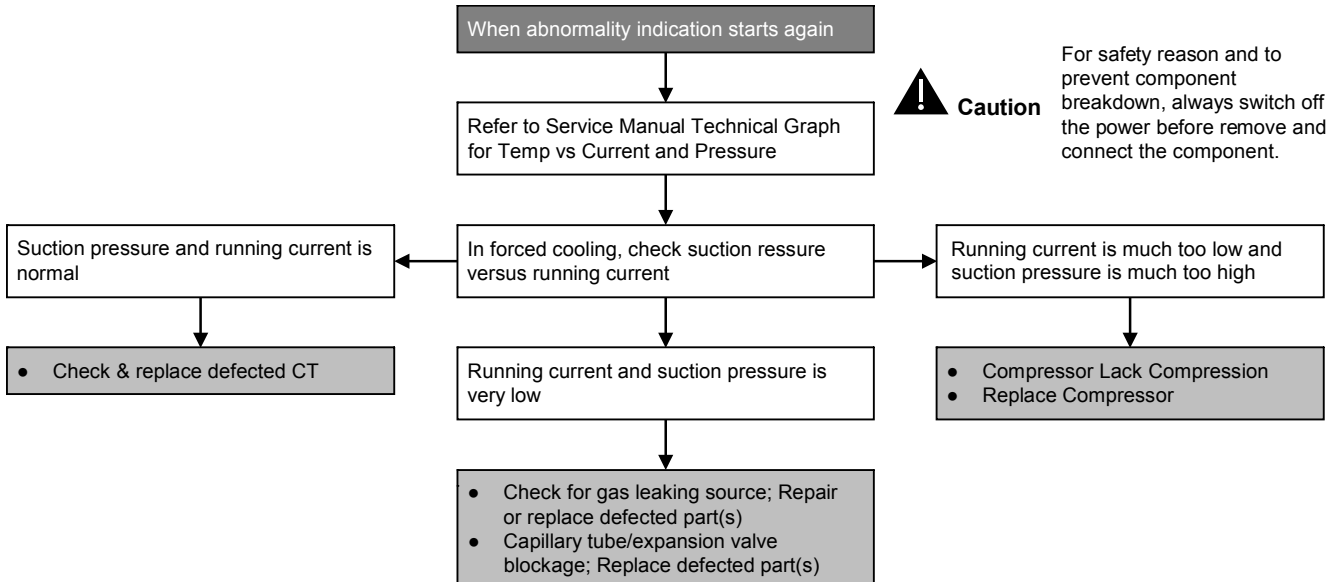 When abnormality indication starts again
Caution
For safety reason and to
prevent component
breakdown, always switch off
the power before remove and
connect the component.
Refer to Service Manual Technical Graph
for Temp vs Current and Pressure
Suction pressure and running current is
normal
In forced cooling, check suction ressure
versus running current
Running current is much too low and
suction pressure is much too high
● Check & replace defected CT
Running current and suction pressure is
very low
● Compressor Lack Compression
● Replace Compressor
● Check for gas leaking source; Repair
or replace defected part(s)
● Capillary tube/expansion valve
blockage; Replace defected part(s)